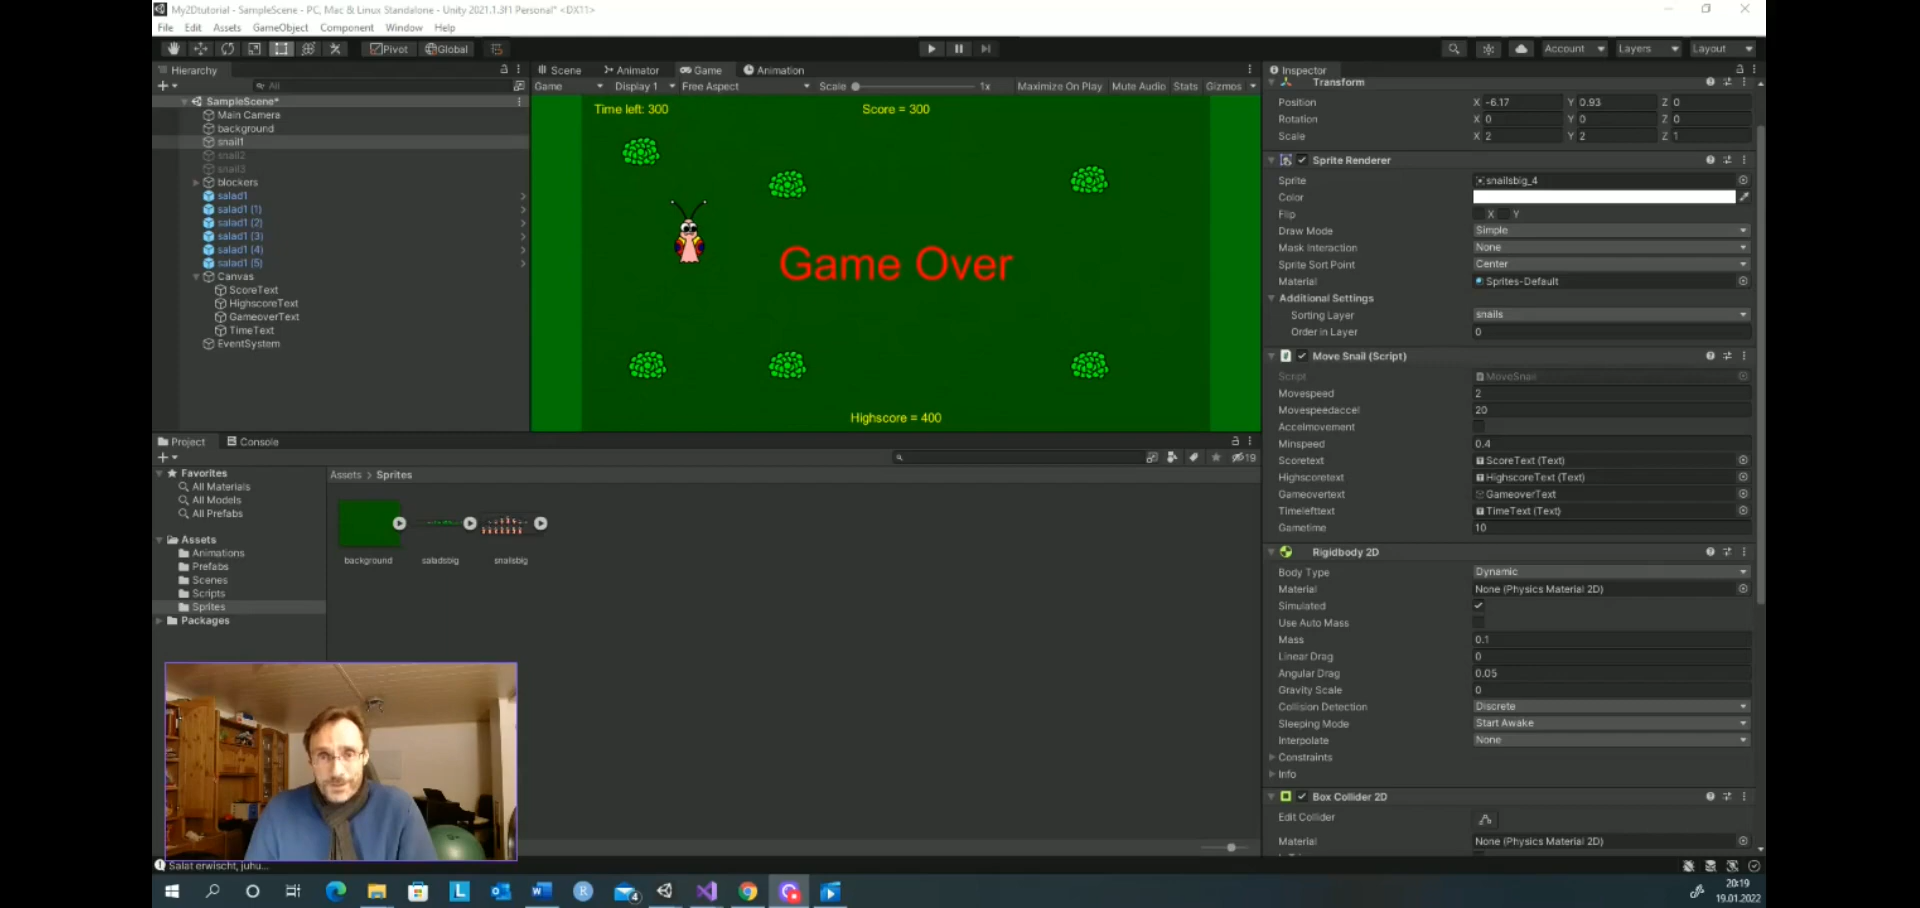 My2Dtutorial - SampleScene - PC, Mac & Linux Standalone - Unity 2021.1.3f1 Personal* <DX11>
File Edit Assets GameObject Component Window Help
Pivot Global Account Layers Layout
Hierarchy
All
SampleScene*
Main Camera
background
snail1
snail2
snail3
blockers
salad1
salad1 (1)
salad1 (2)
salad1 (3)
salad1 (4)
salad1 (5)
Canvas
ScoreText
HighscoreText
GameoverText
TimeText
EventSystem
Scene Animator Game Animation
Game Display 1 Free Aspect Scale 1x Maximize On Play Mute Audio Stats Gizmos
Time left: 300 Score = 300
Game Over
Highscore = 400
Project Console
19
Favorites
All Materials
All Models
All Prefabs
Assets
Animations
Prefabs
Scenes
Scripts
Sprites
Packages
Assets > Sprites
background saladsbig snailsbig
Inspector
Transform
Position X -6.17 Y 0.93 Z 0
Rotation X 0 Y 0 Z 0
Scale X 2 Y 2 Z 1
Sprite Renderer
Sprite snailsbig_4
Color
Flip X Y
Draw Mode Simple
Mask Interaction None
Sprite Sort Point Center
Material Sprites-Default
Additional Settings
Sorting Layer snails
Order in Layer 0
Move Snail (Script)
Script MoveSnail
Movespeed 2
Movespeedaccel 20
Accelmovement
Minspeed 0.4
Scoretext ScoreText (Text)
Highscoretext HighscoreText (Text)
Gameovertext GameoverText
Timelefttext TimeText (Text)
Gametime 10
Rigidbody 2D
Body Type Dynamic
Material None (Physics Material 2D)
Simulated
Use Auto Mass
Mass 0.1
Linear Drag 0
Angular Drag 0.05
Gravity Scale 0
Collision Detection Discrete
Sleeping Mode Start Awake
Interpolate None
Constraints
Info
Box Collider 2D
Edit Collider
Material None (Physics Material 2D)
Salat erwischt, juhu...
L W R 4
20:19
19.01.2022